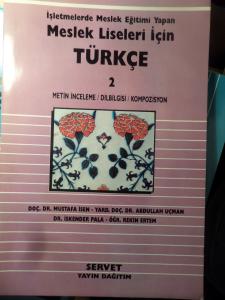 İşletmelerde Meslek Eğitimi Yapan
Meslek Liseleri İçin
TÜRKÇE
2
METİN İNCELEME / DİLBİLGİSİ / KOMPOZİSYON
DOÇ. DR. MUSTAFA İSEN - YARD. DOÇ. DR. ABDULLAH UÇMAN
DR. İSKENDER PALA - ÖĞR. REKİN ERTEM
SERVET
YAYIN DAĞITIM